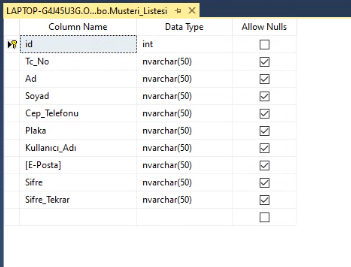 LAPTOP-G4J45U3G.O...bo.Musteri_Listesi
Column Name Data Type Allow Nulls
id int
Tc_No nvarchar(50)
Ad nvarchar(50)
Soyad nvarchar(50)
Cep_Telefonu nvarchar(50)
Plaka nvarchar(50)
Kullanıcı_Adı nvarchar(50)
[E-Posta] nvarchar(50)
Sifre nvarchar(50)
Sifre_Tekrar nvarchar(50)